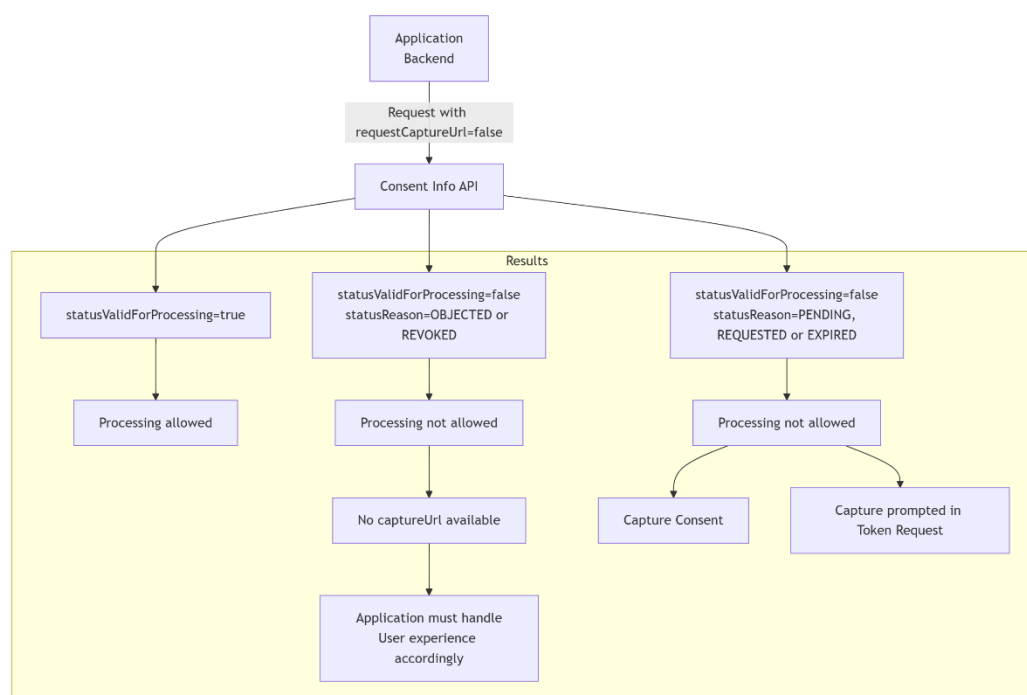 Application
Backend
Request with
requestCaptureUrl=false
Consent Info API
Results
statusValidForProcessing=true
Processing allowed
statusValidForProcessing=false
statusReason=OBJECTED or
REVOKED
Processing not allowed
No captureUrl available
Application must handle
User experience
accordingly
statusValidForProcessing=false
statusReason=PENDING,
REQUESTED or EXPIRED
Processing not allowed
Capture Consent
Capture prompted in
Token Request